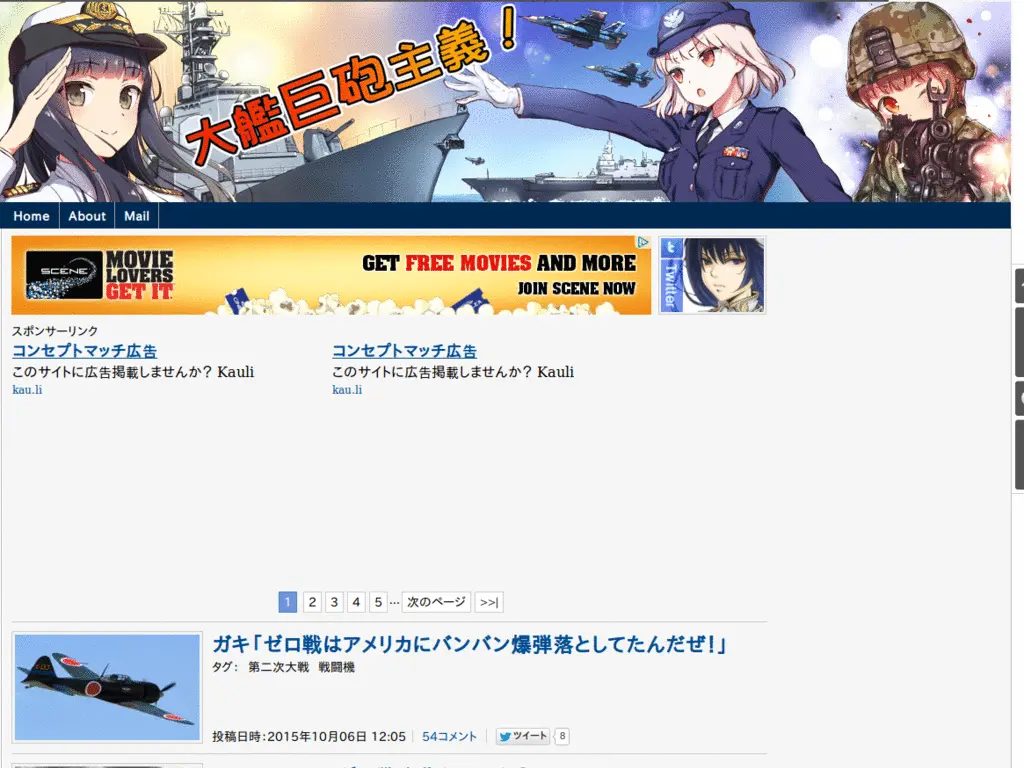 大艦巨砲主義！
Home About Mail
SCENE MOVIE LOVERS GET IT.
GET FREE MOVIES AND MORE
JOIN SCENE NOW
Twitter
スポンサーリンク
コンセプトマッチ広告 コンセプトマッチ広告
このサイトに広告掲載しませんか？ Kauli このサイトに広告掲載しませんか？ Kauli
kau.li kau.li
1 2 3 4 5 ... 次のページ >>|
ガキ「ゼロ戦はアメリカにバンバン爆弾落としてたんだぜ！」
タグ： 第二次大戦 戦闘機
投稿日時：2015年10月06日 12:05 54コメント ツイート 8